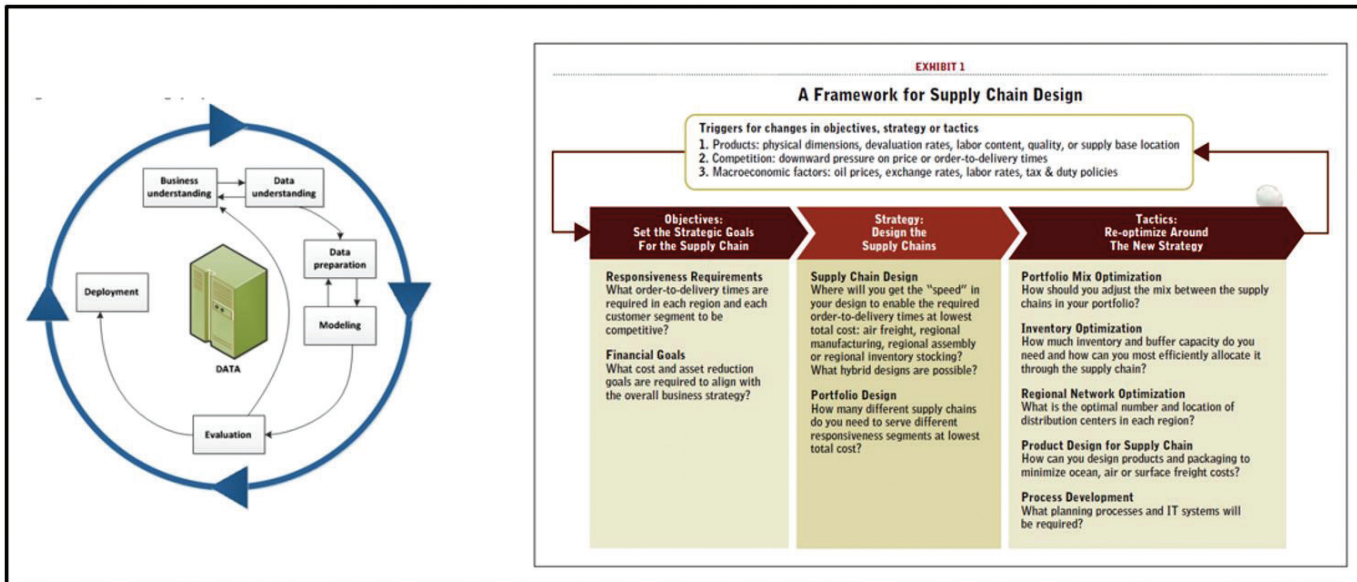 Business
understanding
Data
understanding
Data
preparation
Modeling
Deployment
DATA
Evaluation
EXHIBIT 1
A Framework for Supply Chain Design
Triggers for changes in objectives, strategy or tactics
1. Products: physical dimensions, devaluation rates, labor content, quality, or supply base location
2. Competition: downward pressure on price or order-to-delivery times
3. Macroeconomic factors: oil prices, exchange rates, labor rates, tax & duty policies
Objectives:
Set the Strategic Goals
For the Supply Chain
Responsiveness Requirements
What order-to-delivery times are
required in each region and each
customer segment to be
competitive?
Financial Goals
What cost and asset reduction
goals are required to align with
the overall business strategy?
Strategy:
Design the
Supply Chains
Supply Chain Design
Where will you get the “speed” in
your design to enable the required
order-to-delivery times at lowest
total cost: air freight, regional
manufacturing, regional assembly
or regional inventory stocking?
What hybrid designs are possible?
Portfolio Design
How many different supply chains
do you need to serve different
responsiveness segments at lowest
total cost?
Tactics:
Re-optimize Around
The New Strategy
Portfolio Mix Optimization
How should you adjust the mix between the supply
chains in your portfolio?
Inventory Optimization
How much inventory and buffer capacity do you
need and how can you most efficiently allocate it
through the supply chain?
Regional Network Optimization
What is the optimal number and location of
distribution centers in each region?
Product Design for Supply Chain
How can you design products and packaging to
minimize ocean, air or surface freight costs?
Process Development
What planning processes and IT systems will
be required?